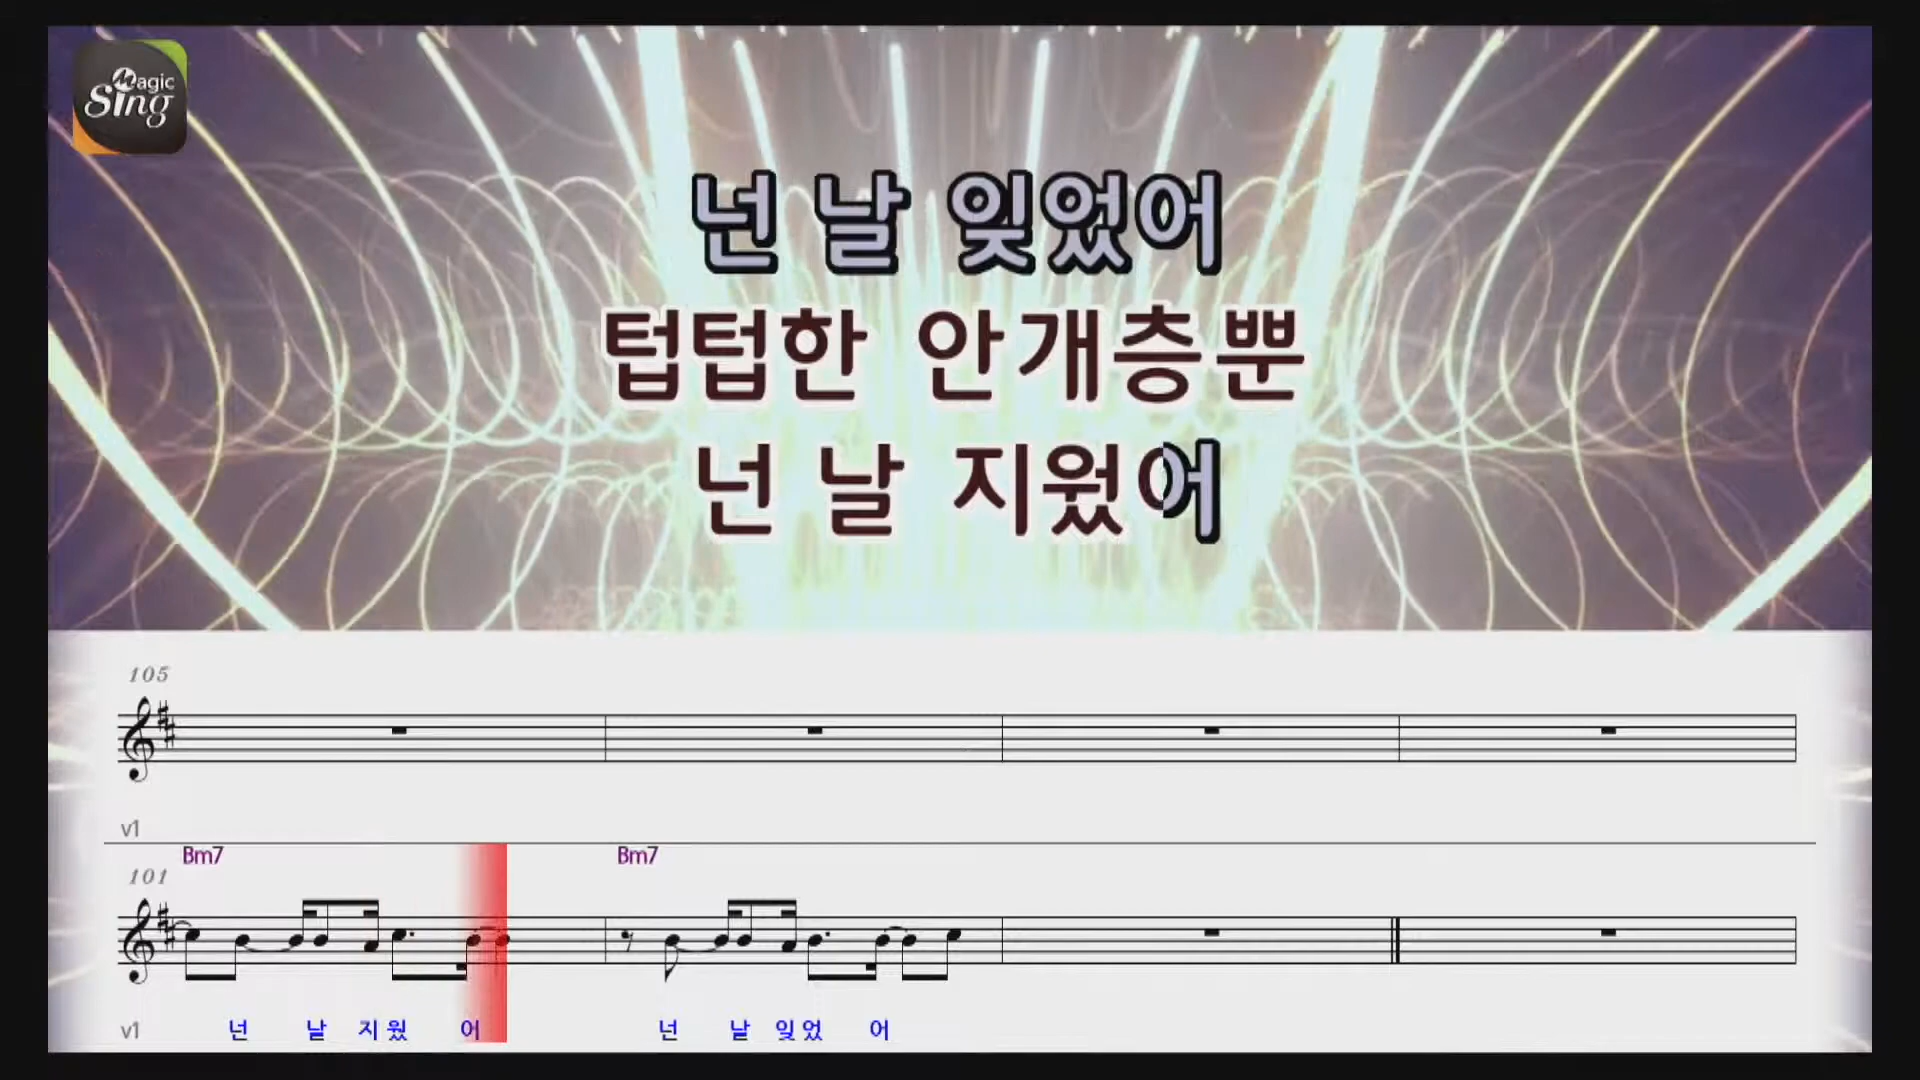 Magic
Sing
넌 날 잊었어
텁텁한 안개층뿐
넌 날 지웠어
105
v1
Bm7 Bm7
101
v1 넌 날 지웠 어 넌 날 잊었 어